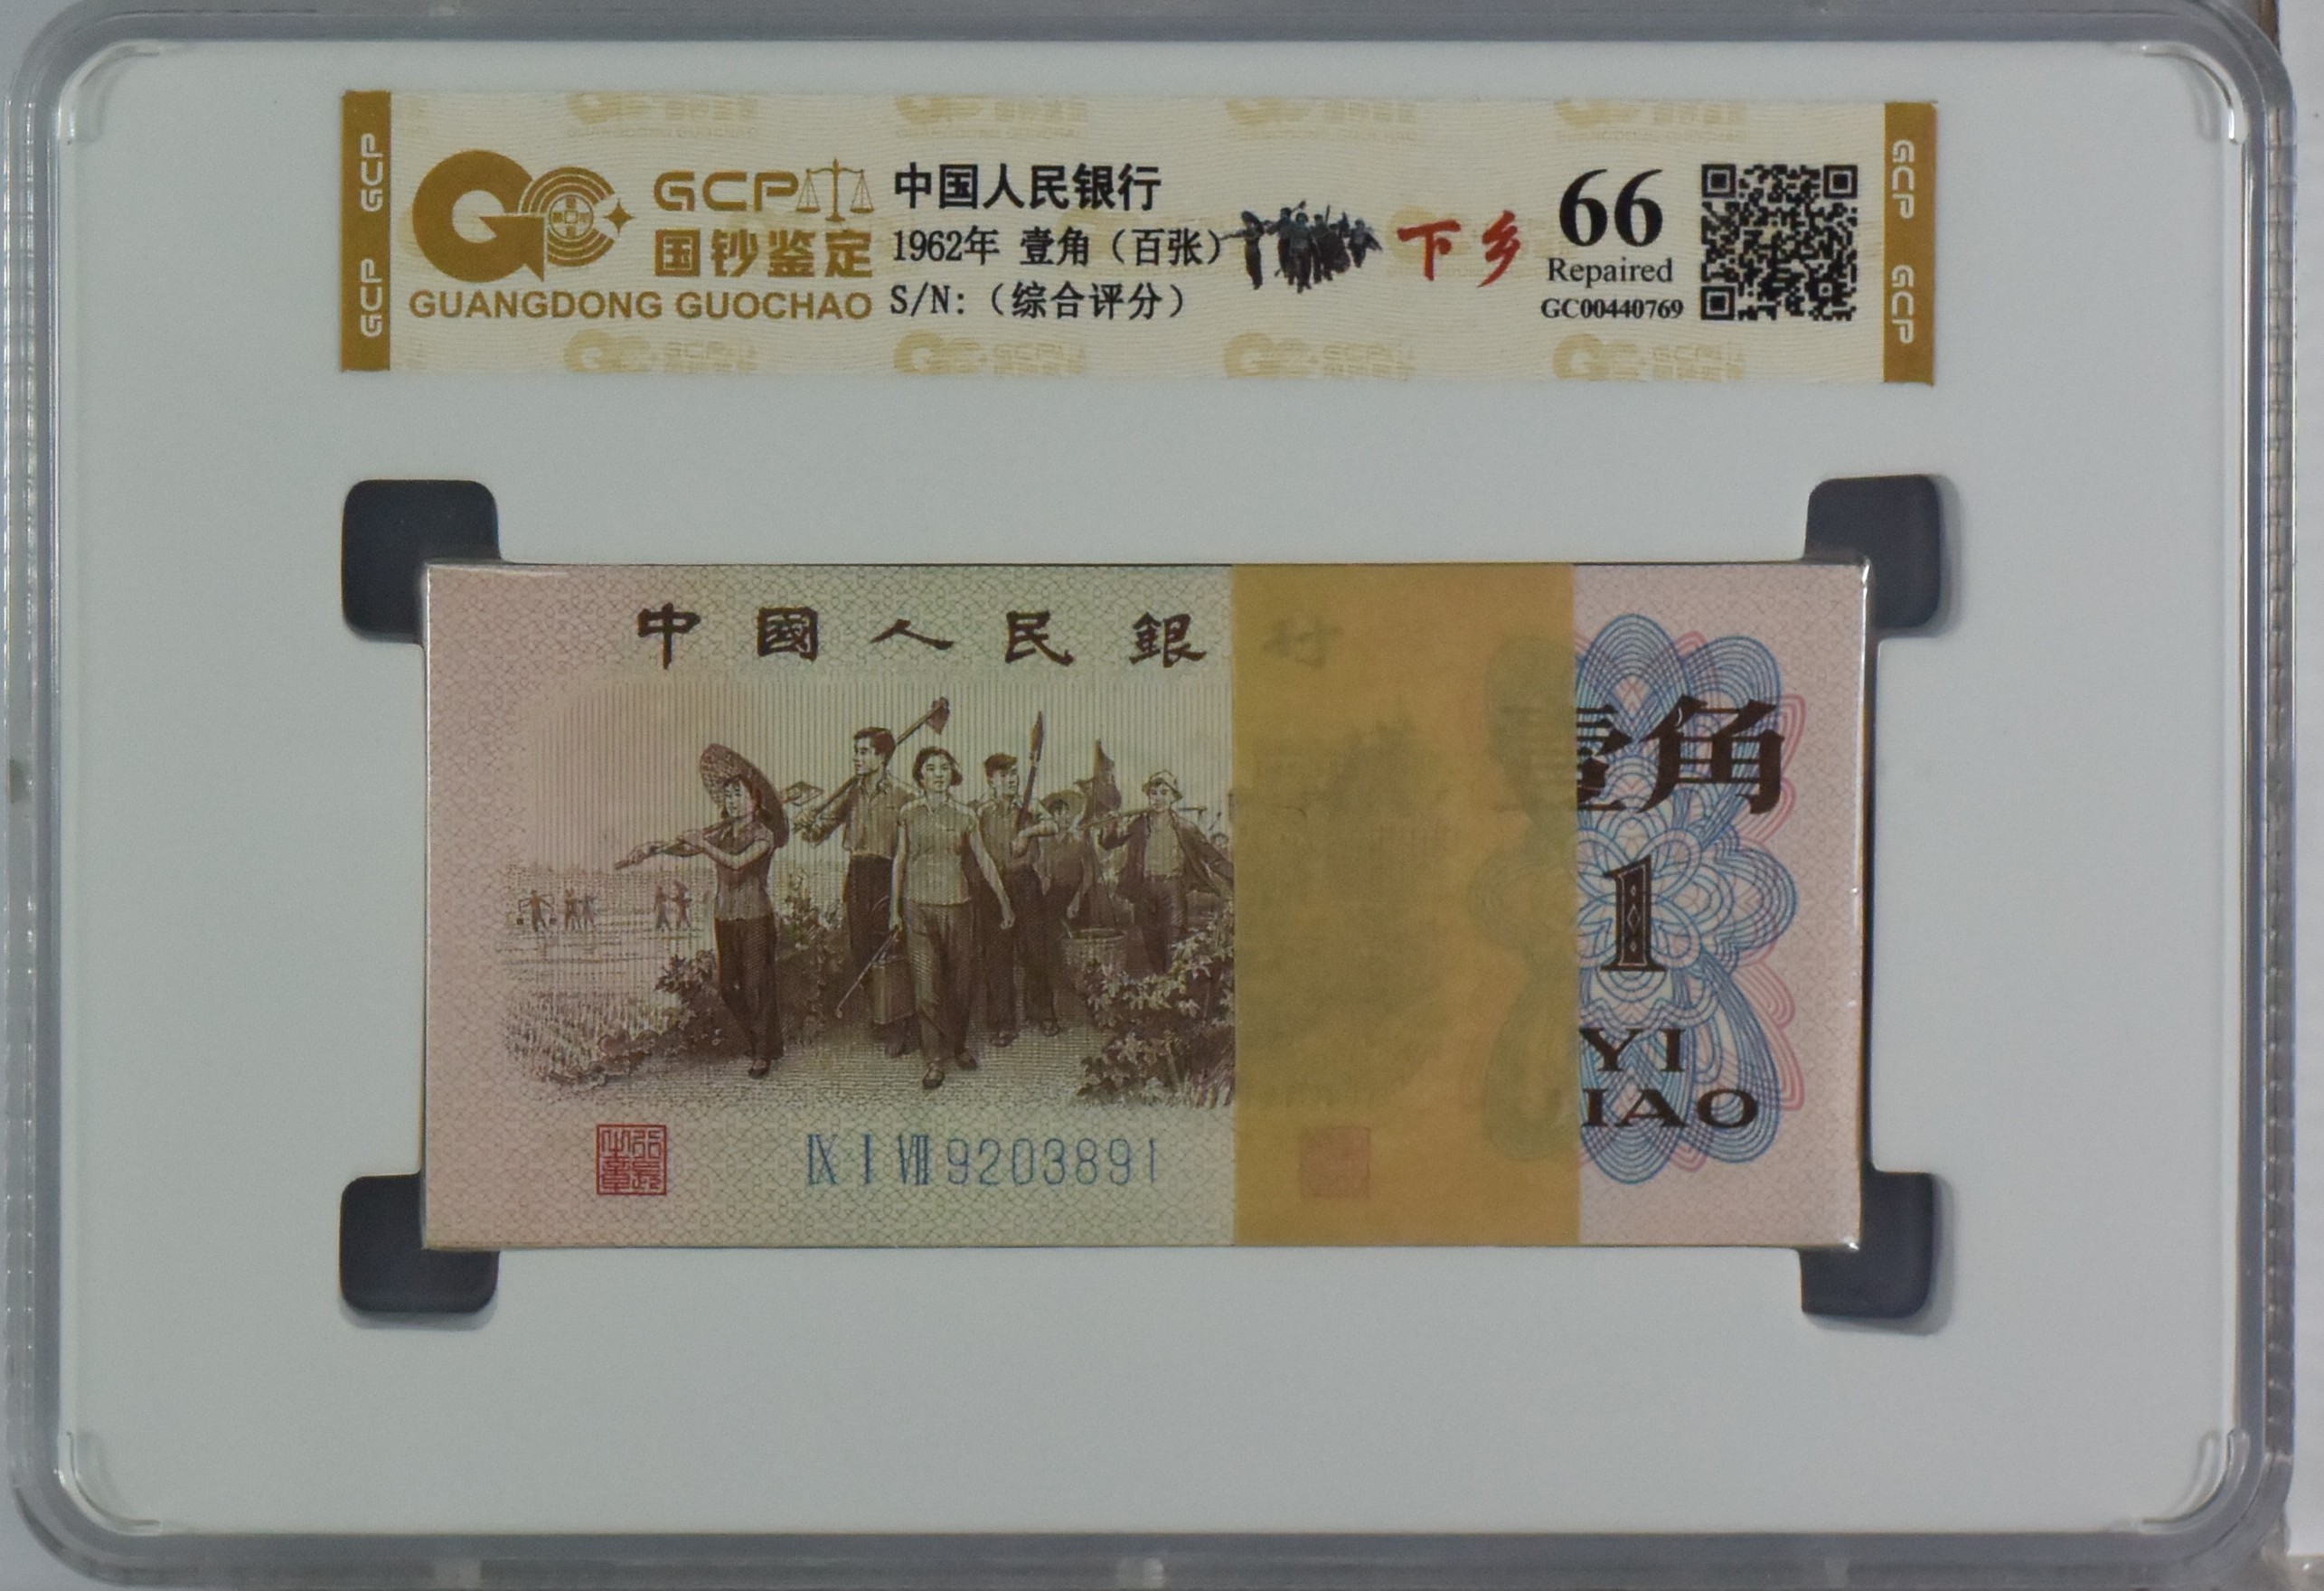 GCP
GCP
GCP
国钞鉴定
GUANGDONG GUOCHAO
中国人民银行
1962年 壹角（百张）
S/N:（综合评分）
下乡
66
Repaired
GC00440769
GCP
GCP
中國人民銀行
壹角
1
YI
JIAO
IX I VIII 9203891